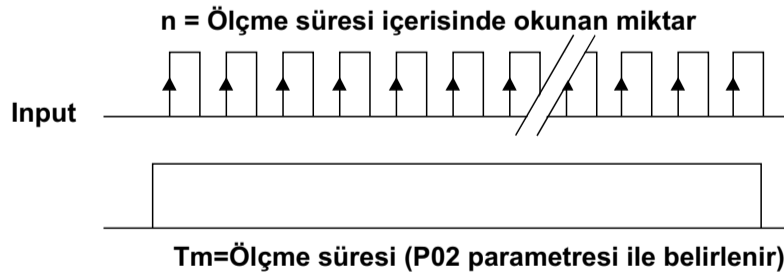 n = Ölçme süresi içerisinde okunan miktar
Input
Tm=Ölçme süresi (P02 parametresi ile belirlenir)